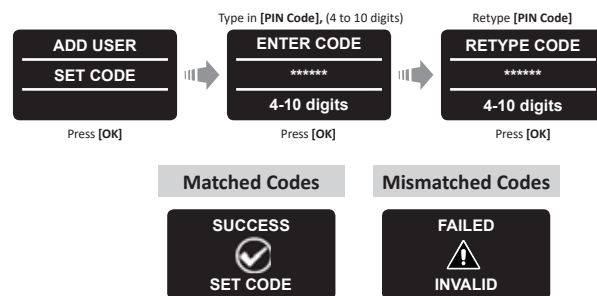 Type in [PIN Code], (4 to 10 digits)
Retype [PIN Code]
ADD USER
SET CODE
ENTER CODE
******
4-10 digits
RETYPE CODE
******
4-10 digits
Press [OK]
Press [OK]
Press [OK]
Matched Codes
Mismatched Codes
SUCCESS
SET CODE
FAILED
INVALID